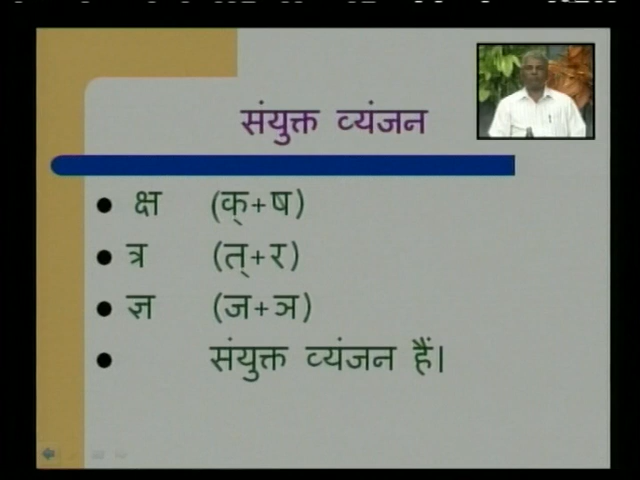 संयुक्त व्यंजन
क्ष (क्+ष)
त्र (त्+र)
ज्ञ (ज+ञ)
संयुक्त व्यंजन हैं।